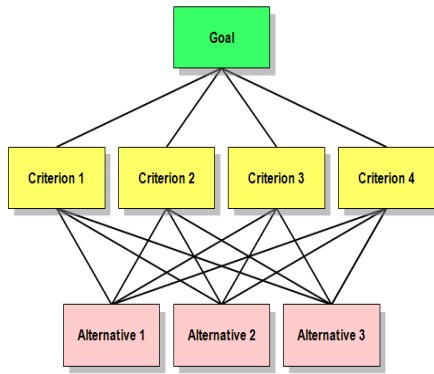 Goal
Criterion 1
Criterion 2
Criterion 3
Criterion 4
Alternative 1
Alternative 2
Alternative 3